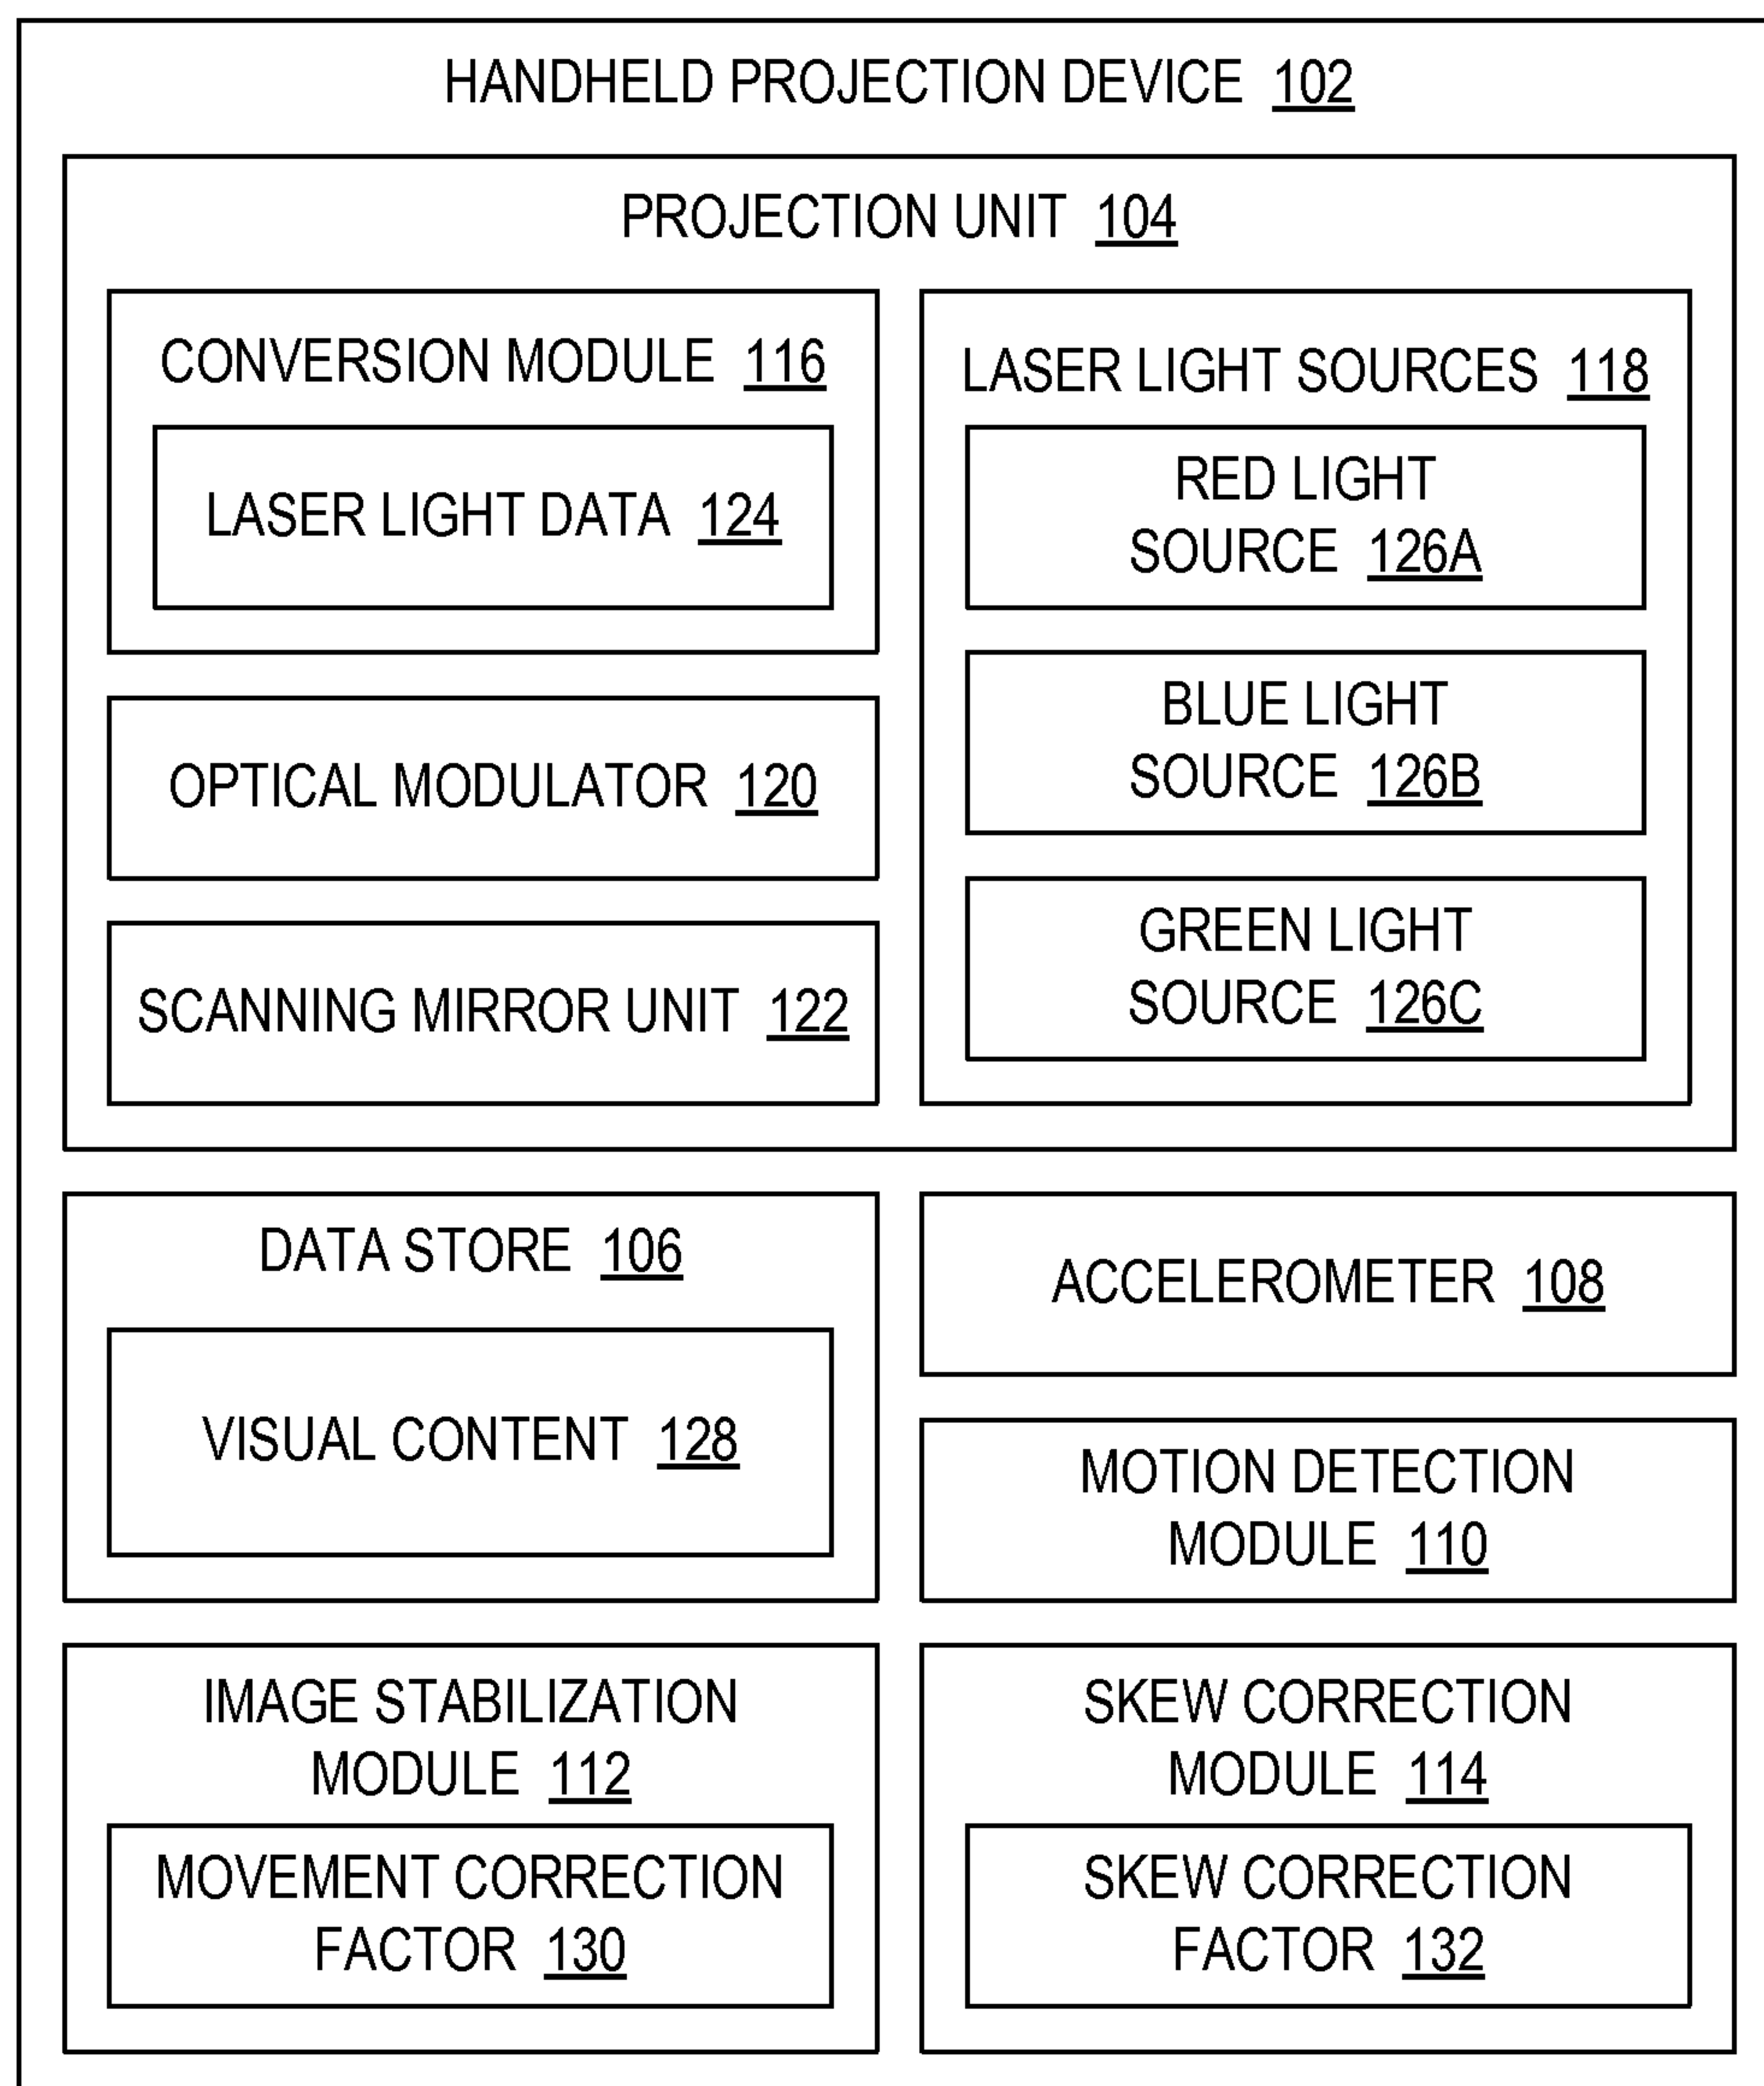 HANDHELD PROJECTION DEVICE 102
PROJECTION UNIT 104
CONVERSION MODULE 116
LASER LIGHT DATA 124
OPTICAL MODULATOR 120
SCANNING MIRROR UNIT 122
LASER LIGHT SOURCES 118
RED LIGHT
SOURCE 126A
BLUE LIGHT
SOURCE 126B
GREEN LIGHT
SOURCE 126C
DATA STORE 106
VISUAL CONTENT 128
ACCELEROMETER 108
MOTION DETECTION
MODULE 110
IMAGE STABILIZATION
MODULE 112
MOVEMENT CORRECTION
FACTOR 130
SKEW CORRECTION
MODULE 114
SKEW CORRECTION
FACTOR 132